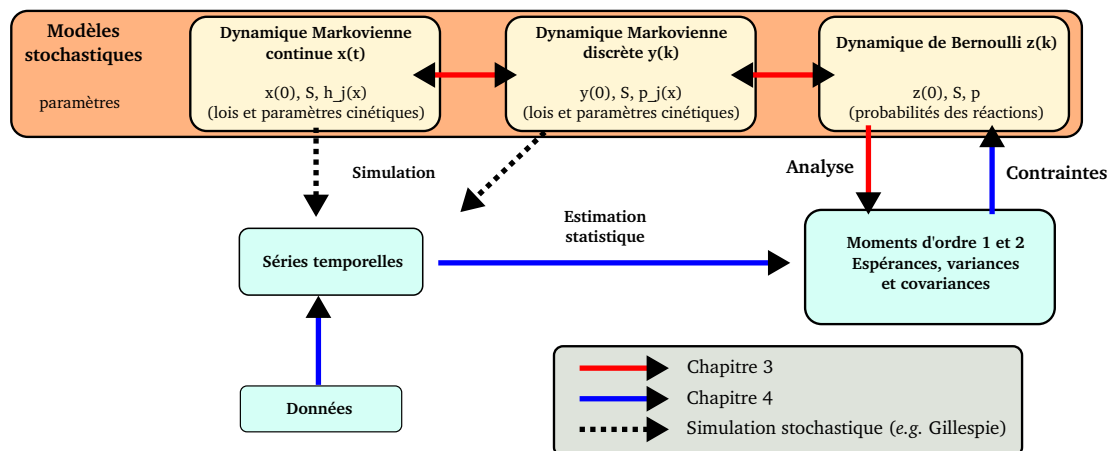 Modèles
stochastiques
paramètres
Dynamique Markovienne
continue x(t)
x(0), S, h_j(x)
(lois et paramètres cinétiques)
Dynamique Markovienne
discrète y(k)
y(0), S, p_j(x)
(lois et paramètres cinétiques)
Dynamique de Bernoulli z(k)
z(0), S, p
(probabilités des réactions)
Simulation
Analyse
Contraintes
Séries temporelles
Estimation
statistique
Moments d'ordre 1 et 2
Espérances, variances
et covariances
Données
Chapitre 3
Chapitre 4
Simulation stochastique (e.g. Gillespie)